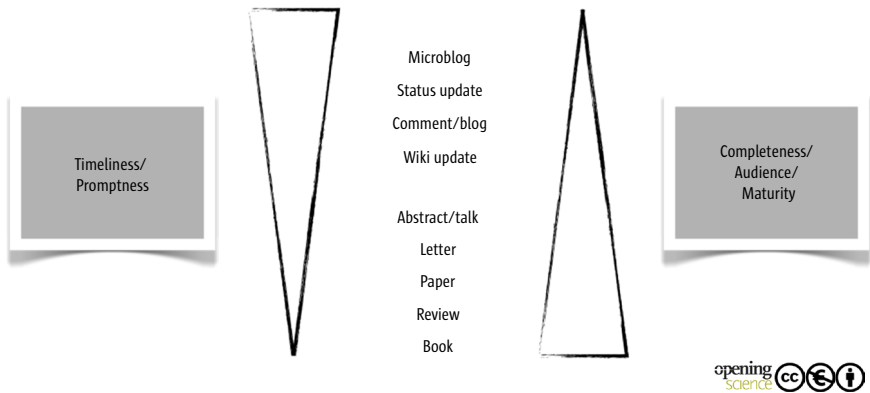 Timeliness/
Promptness
Microblog
Status update
Comment/blog
Wiki update
Abstract/talk
Letter
Paper
Review
Book
Completeness/
Audience/
Maturity
opening
science
cc